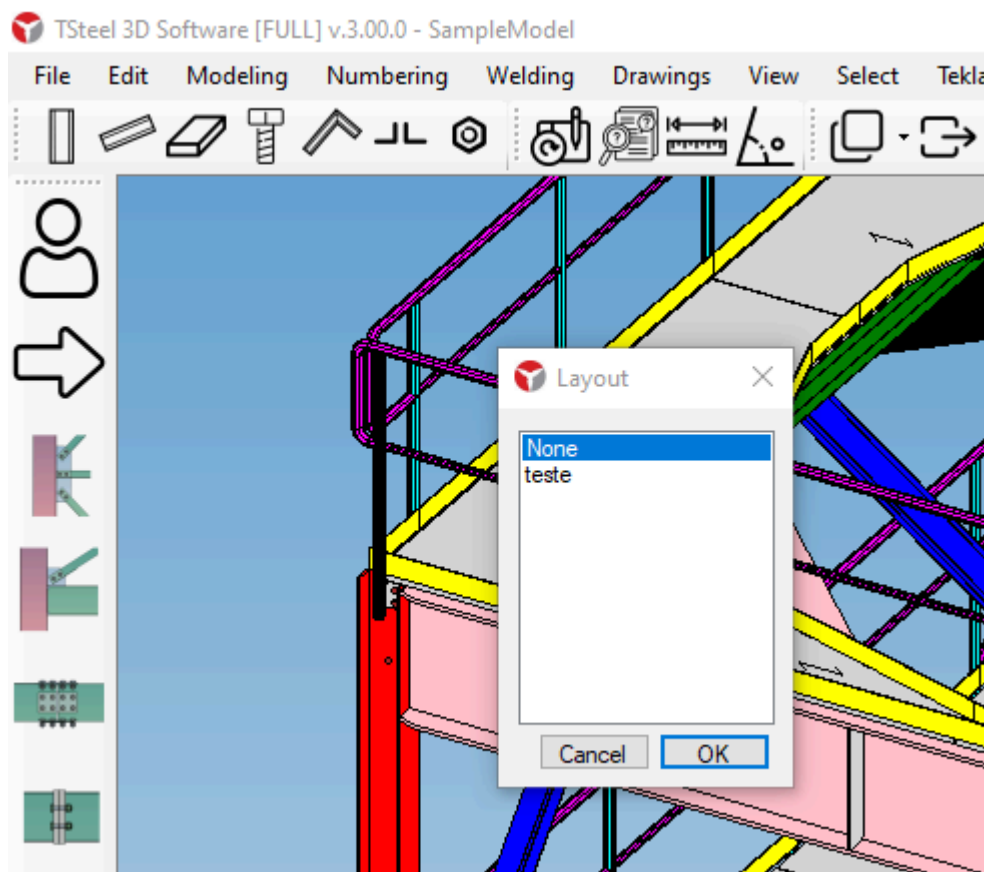 TSteel 3D Software [FULL] v.3.00.0 - SampleModel
File Edit Modeling Numbering Welding Drawings View Select Tekla
Layout
None
teste
Cancel OK